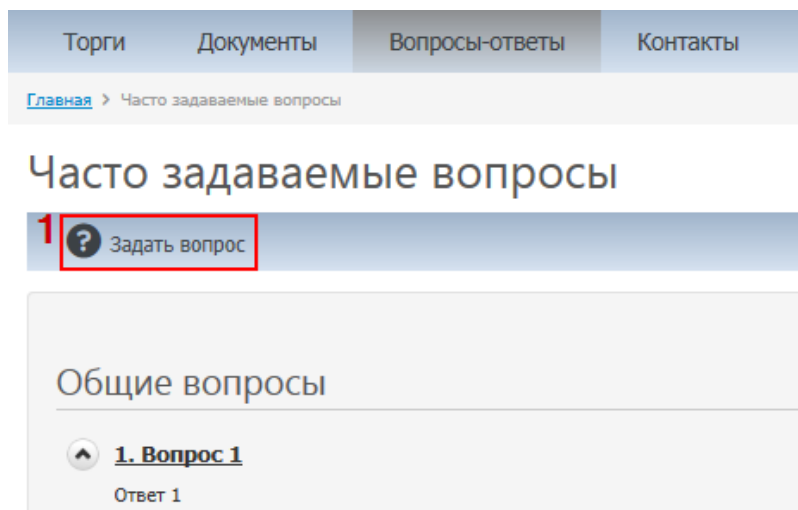 Торги Документы Вопросы-ответы Контакты
Главная > Часто задаваемые вопросы
Часто задаваемые вопросы
1 ? Задать вопрос
Общие вопросы
1. Вопрос 1
Ответ 1